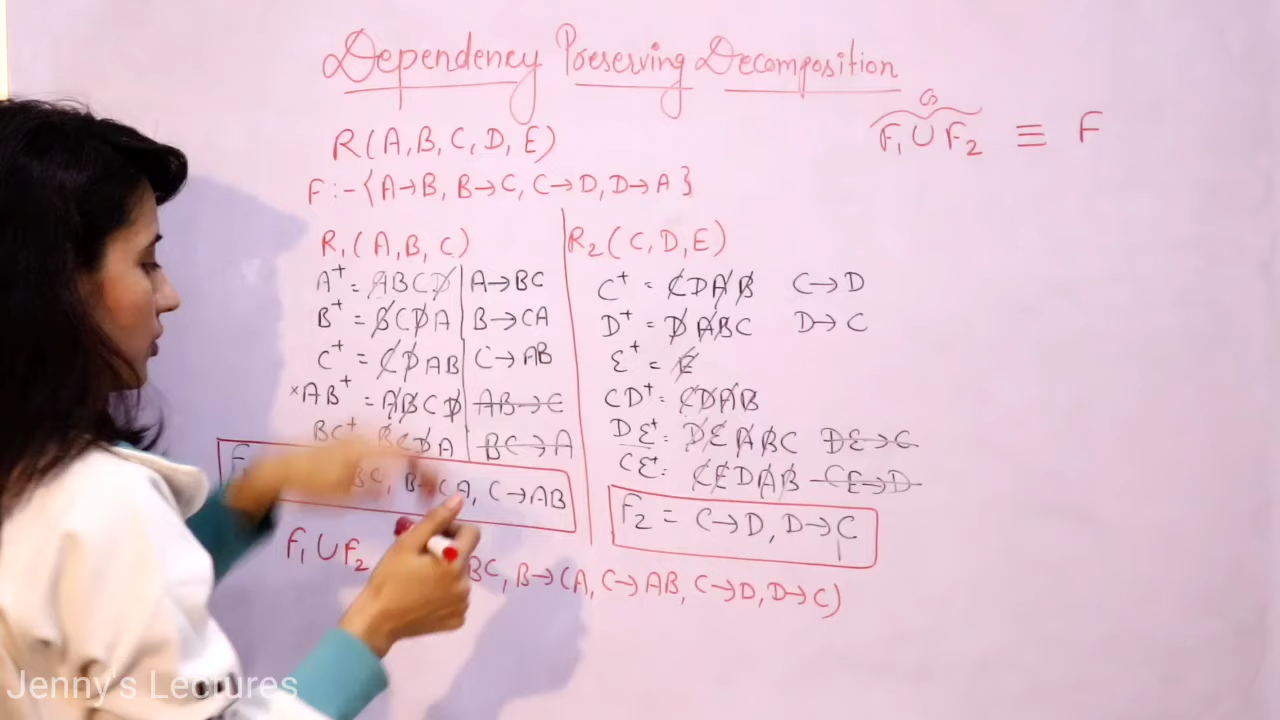 Dependency Preserving Decomposition
F₁ ∪ F₂ ≡ F
G
R(A, B, C, D, E)
F :- {A→B, B→C, C→D, D→A}
R₁(A, B, C)
A⁺ = ABCD A→BC
B⁺ = BCDA B→CA
C⁺ = CDAB C→AB
×AB⁺ = ABCD AB→C
BC⁺ BCDA BC→A
F BC, B→CA, C→AB
R₂(C, D, E)
C⁺ = CDAB C→D
D⁺ = DABC D→C
E⁺ = E
CD⁺: CDAB
DE⁺: DEABC DE→C
CE⁺: CEDAB CE→D
F₂ = C→D, D→C
F₁ ∪ F₂ BC, B→CA, C→AB, C→D, D→C)
Jenny's Lectures